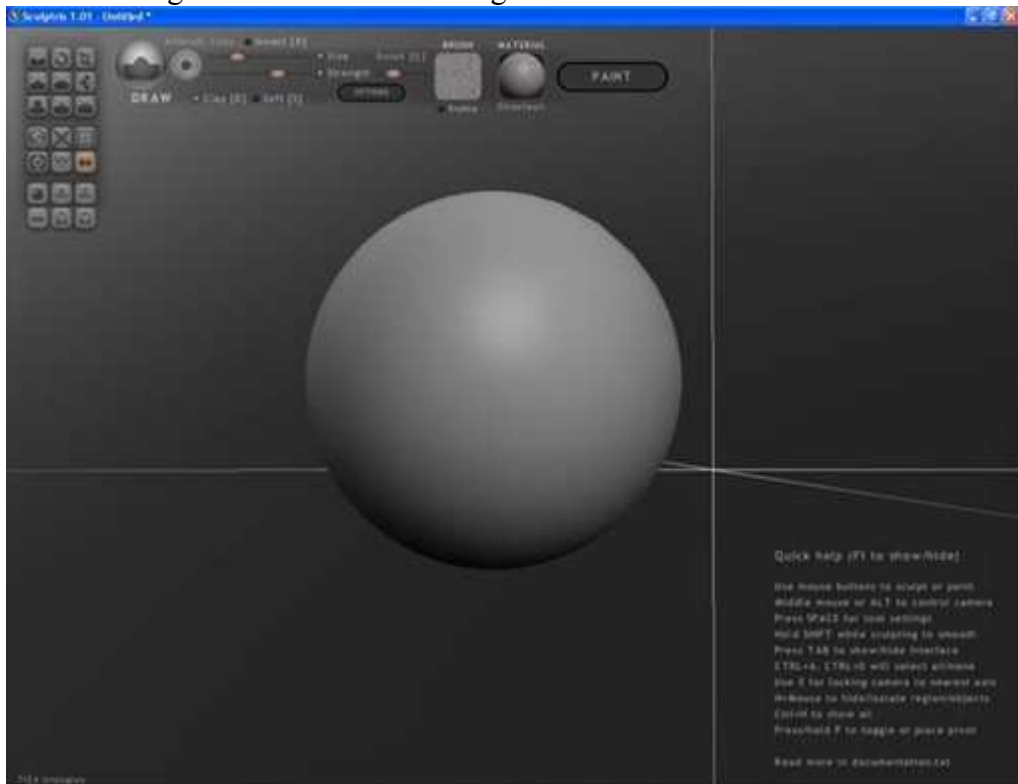 Sculptris 1.01 - Untitled *
Invert [F]
Size
Strength
DRAW
Clay [D]
Soft [S]
OPTIONS
BRUSH
Enable
MATERIAL
PAINT
Quick help (F1 to show/hide)
Use mouse buttons to sculpt or paint
Middle mouse or ALT to control camera
Press SPACE for tool settings
Hold SHIFT while sculpting to smooth
Press TAB to show/hide interface
CTRL+A, CTRL+D will select all/none
Use X for locking camera to nearest axis
H+Mouse to hide/isolate region/objects
Ctrl+H to show all
Press/hold P to toggle or place pivot
Read more in documentation.txt
triangles